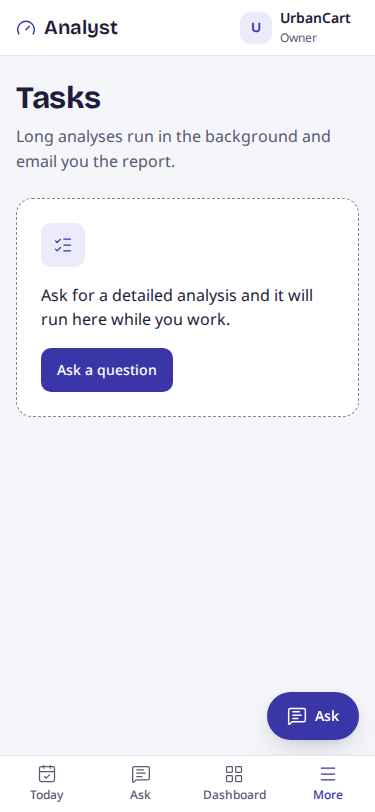 Analyst
U
UrbanCart
Owner
Tasks
Long analyses run in the background and
email you the report.
Ask for a detailed analysis and it will
run here while you work.
Ask a question
Ask
Today
Ask
Dashboard
More